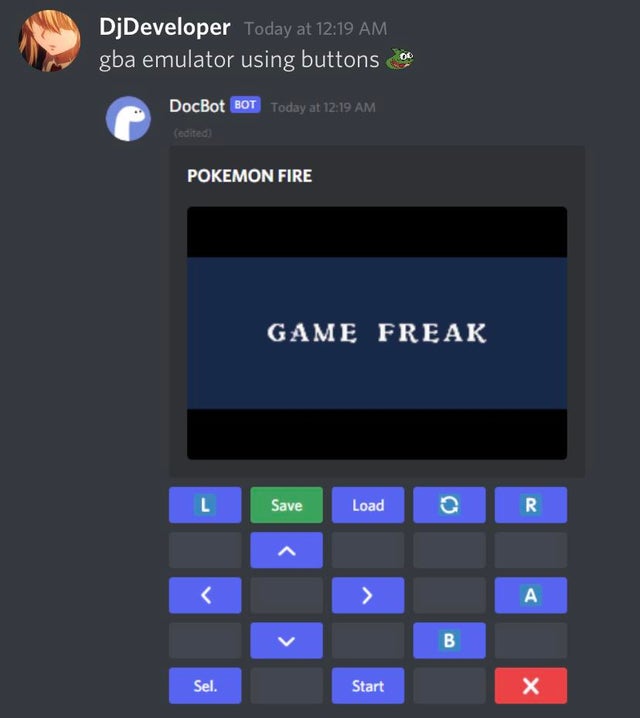 DjDeveloper Today at 12:19 AM
gba emulator using buttons
DocBot BOT Today at 12:19 AM
(edited)
POKEMON FIRE
GAME FREAK
L Save Load R
A
B
Sel. Start